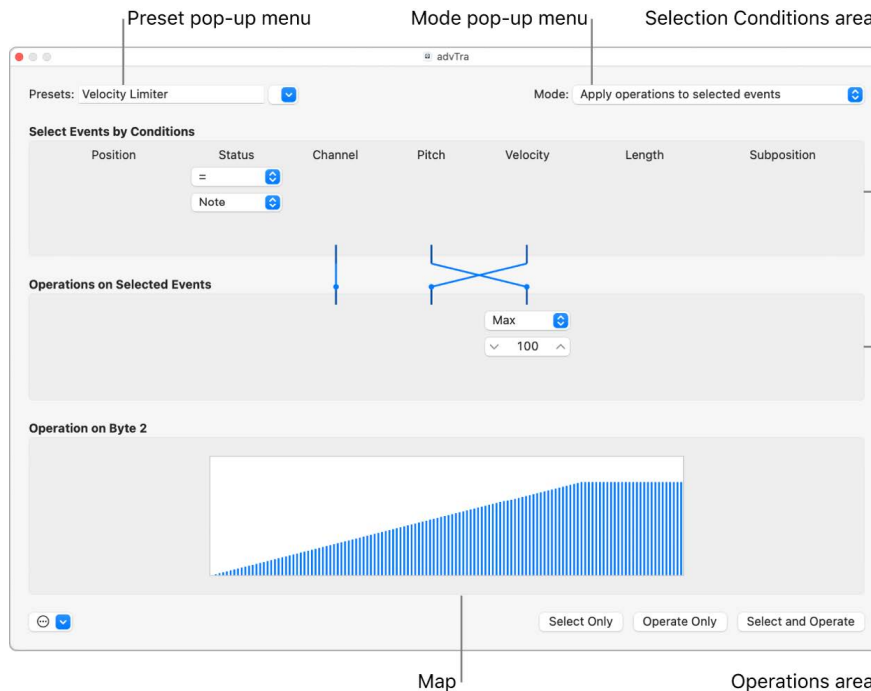 Preset pop-up menu Mode pop-up menu Selection Conditions area
advTra
Presets: Velocity Limiter Mode: Apply operations to selected events
Select Events by Conditions
Position Status Channel Pitch Velocity Length Subposition
=
Note
Operations on Selected Events
Max
100
Operation on Byte 2
Select Only Operate Only Select and Operate
Map Operations area